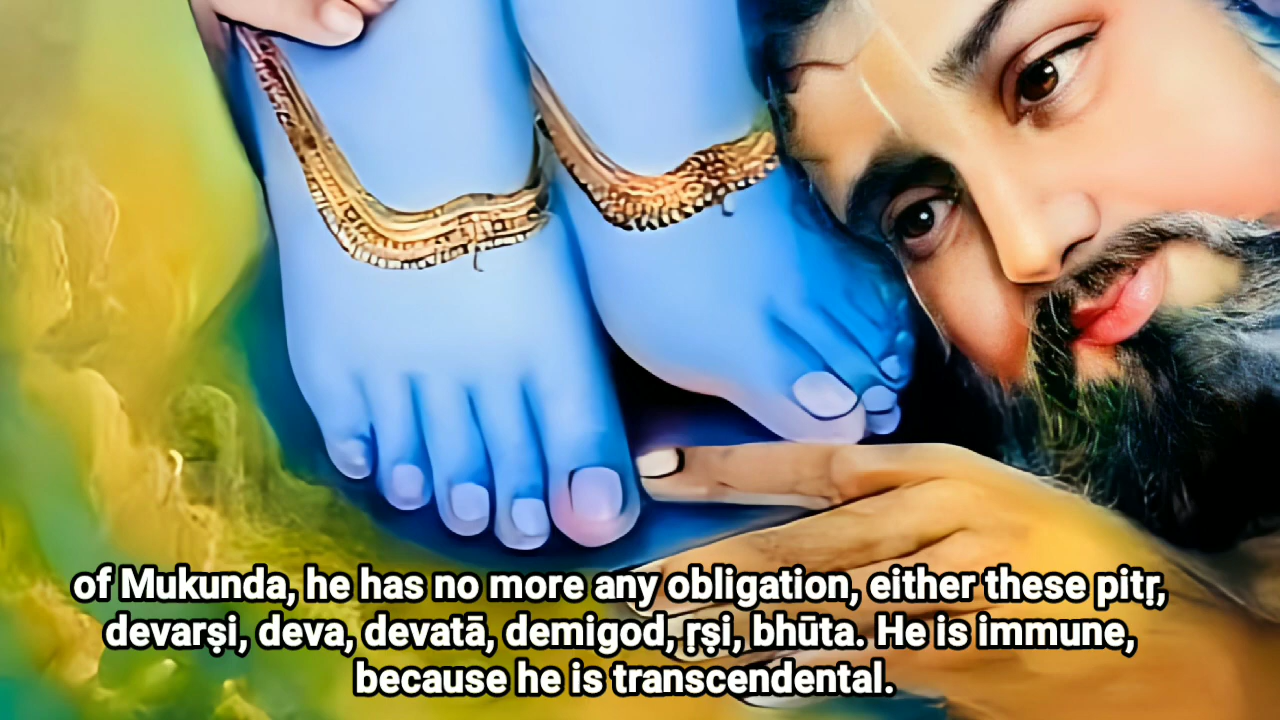 of Mukunda, he has no more any obligation, either these pitṛ,
devarṣi, deva, devatā, demigod, ṛṣi, bhūta. He is immune,
because he is transcendental.